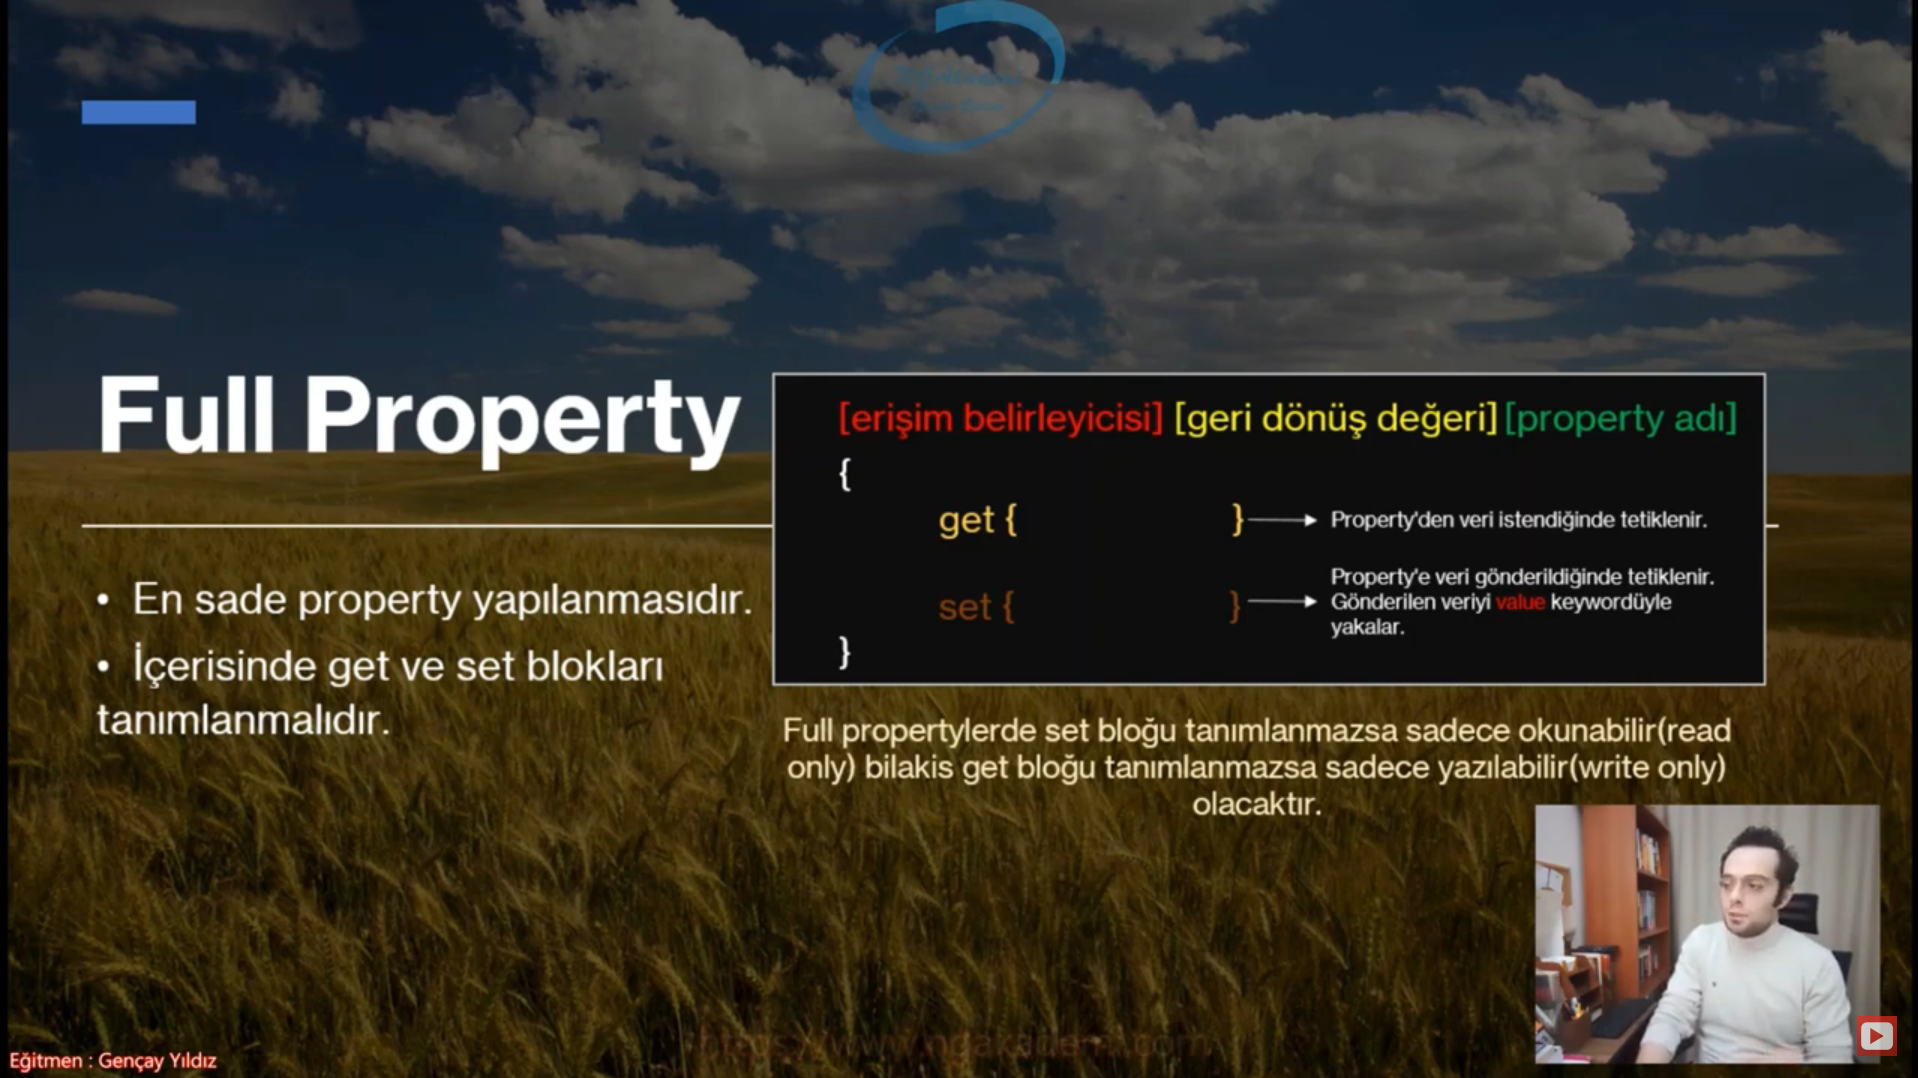 Full Property
• En sade property yapılanmasıdır.
• İçerisinde get ve set blokları
tanımlanmalıdır.
[erişim belirleyicisi] [geri dönüş değeri] [property adı]
{
get { } Property'den veri istendiğinde tetiklenir.
set { } Property'e veri gönderildiğinde tetiklenir.
Gönderilen veriyi value keywordüyle
yakalar.
}
Full propertylerde set bloğu tanımlanmazsa sadece okunabilir(read
only) bilakis get bloğu tanımlanmazsa sadece yazılabilir(write only)
olacaktır.
Eğitmen : Gençay Yıldız